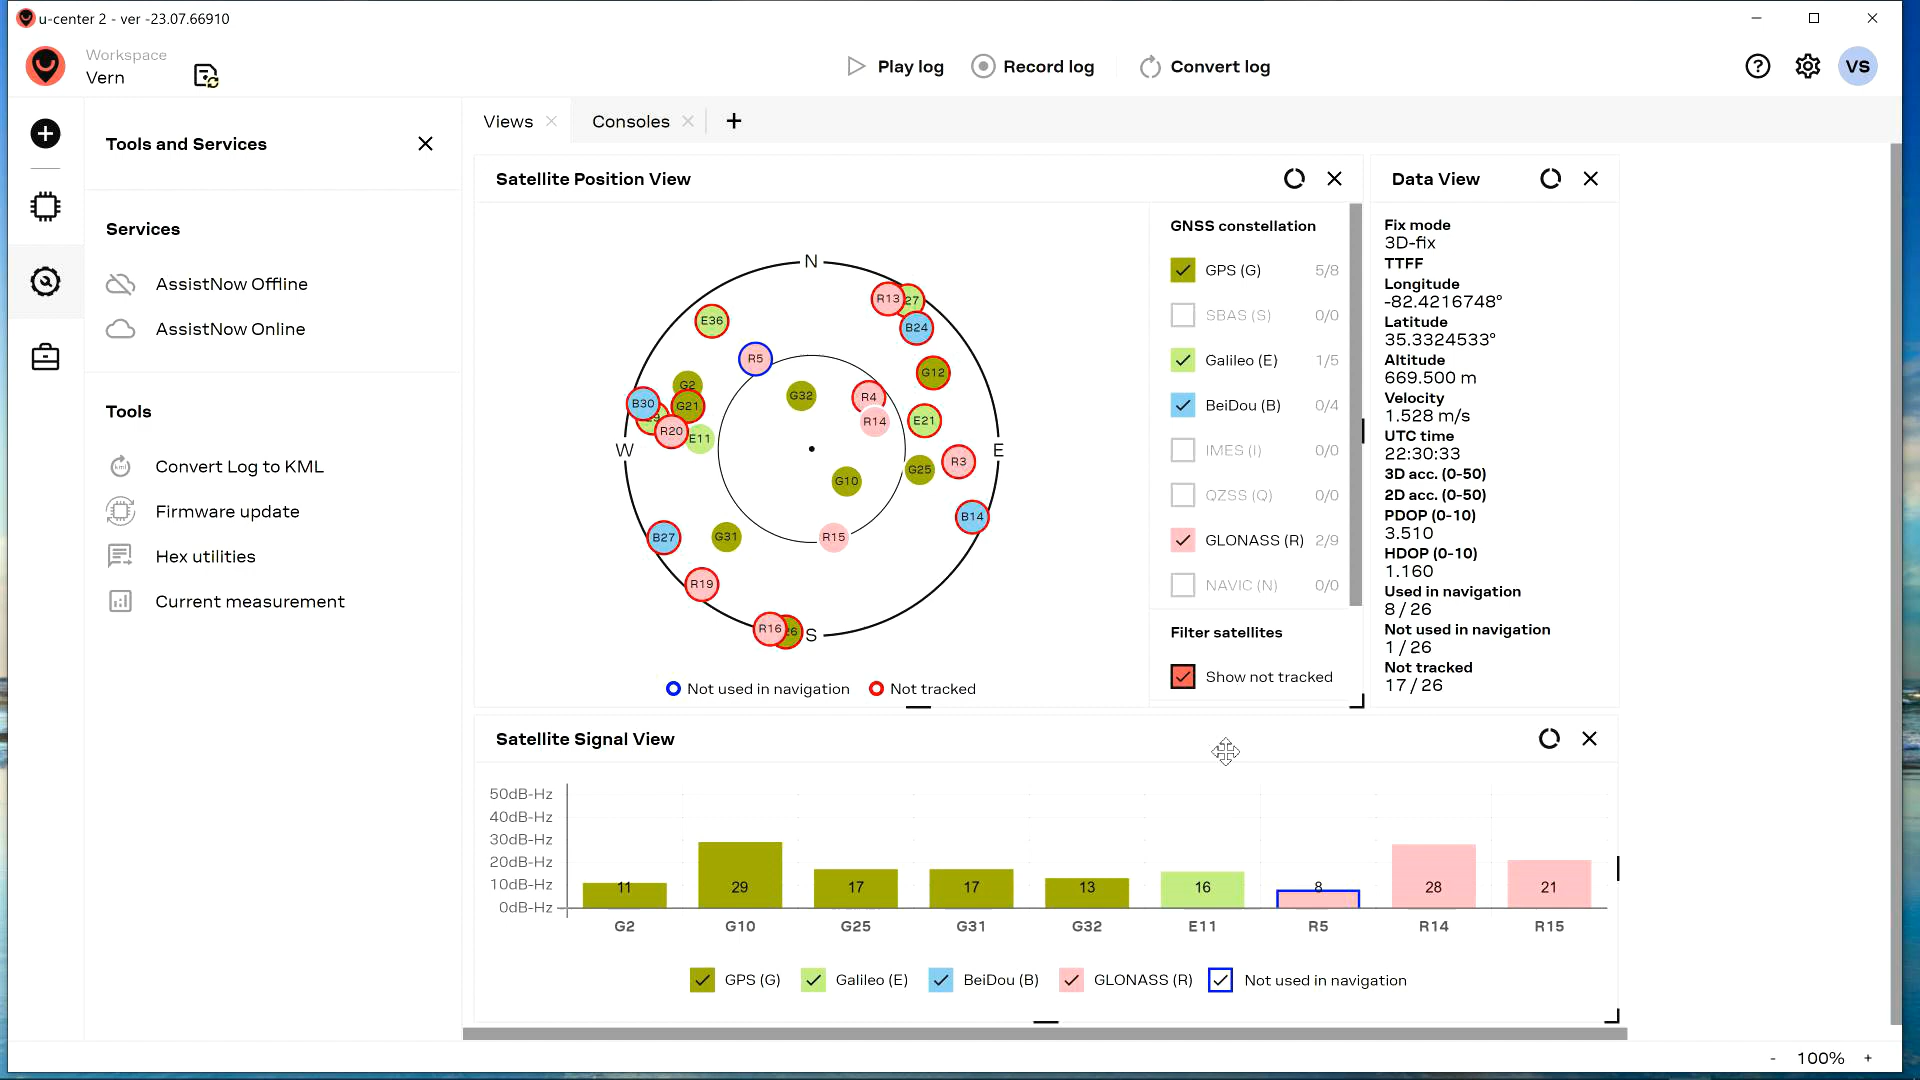 u-center 2 - ver -23.07.66910
Workspace
Vern
Play log
Record log
Convert log
VS
Tools and Services
Services
AssistNow Offline
AssistNow Online
Tools
Convert Log to KML
Firmware update
Hex utilities
Current measurement
Views
Consoles
Satellite Position View
N
R13
27
E36
B24
R5
G12
G2
G32
R4
B30
G21
R14
E21
R20
E11
W
E
R3
G25
G10
B14
B27
G31
R15
R19
R16
S
Not used in navigation
Not tracked
GNSS constellation
GPS (G) 5/8
SBAS (S) 0/0
Galileo (E) 1/5
BeiDou (B) 0/4
IMES (I) 0/0
QZSS (Q) 0/0
GLONASS (R) 2/9
NAVIC (N) 0/0
Filter satellites
Show not tracked
Data View
Fix mode
3D-fix
TTFF
Longitude
-82.4216748°
Latitude
35.3324533°
Altitude
669.500 m
Velocity
1.528 m/s
UTC time
22:30:33
3D acc. (0-50)
2D acc. (0-50)
PDOP (0-10)
3.510
HDOP (0-10)
1.160
Used in navigation
8 / 26
Not used in navigation
1 / 26
Not tracked
17 / 26
Satellite Signal View
50dB-Hz
40dB-Hz
30dB-Hz
20dB-Hz
10dB-Hz
0dB-Hz
11 29 17 17 13 16 8 28 21
G2 G10 G25 G31 G32 E11 R5 R14 R15
GPS (G) Galileo (E) BeiDou (B) GLONASS (R) Not used in navigation
- 100% +